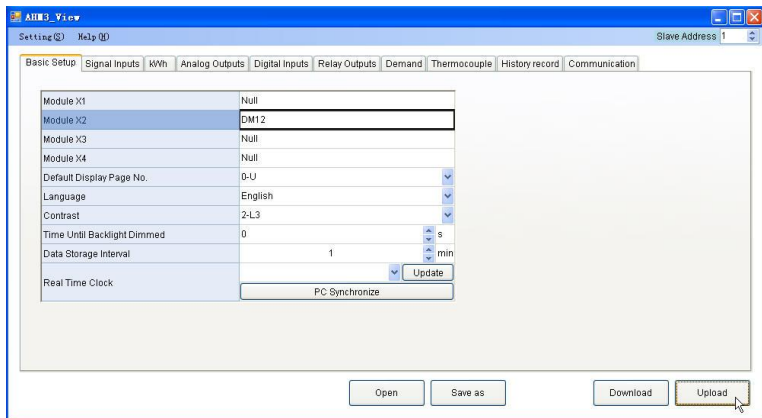 AHM3_View
Setting(S) Help(H) Slave Address 1
Basic Setup Signal Inputs kWh Analog Outputs Digital Inputs Relay Outputs Demand Thermocouple History record Communication
Module X1 Null
Module X2 DM12
Module X3 Null
Module X4 Null
Default Display Page No. 0-U
Language English
Contrast 2-L3
Time Until Backlight Dimmed 0 s
Data Storage Interval 1 min
Real Time Clock Update
PC Synchronize
Open Save as Download Upload